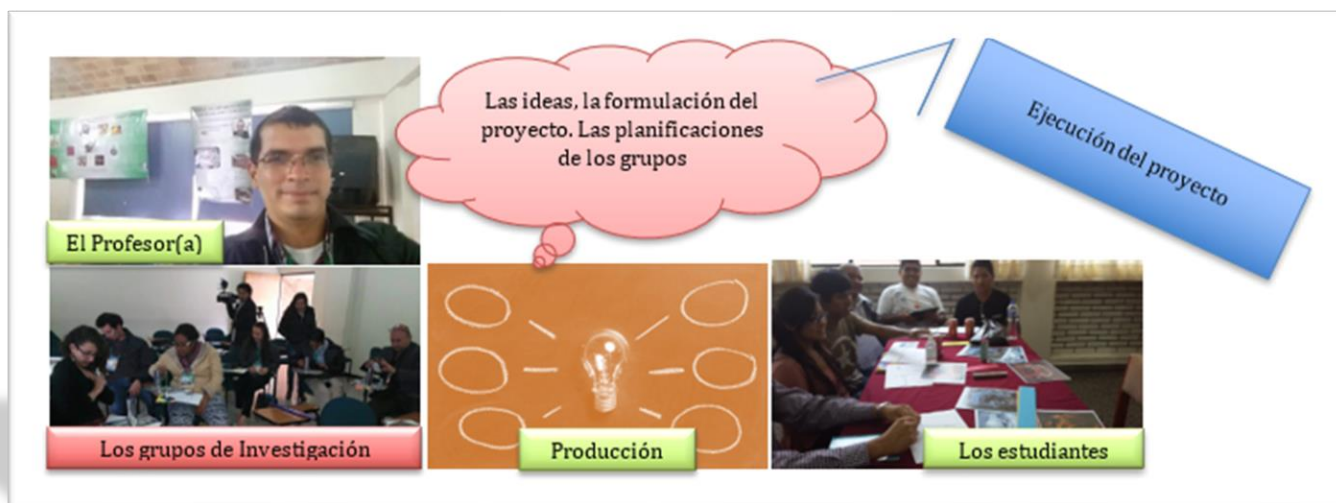 Las ideas, la formulación del
proyecto. Las planificaciones
de los grupos
Ejecución del proyecto
El Profesor(a)
Los grupos de Investigación
Producción
Los estudiantes